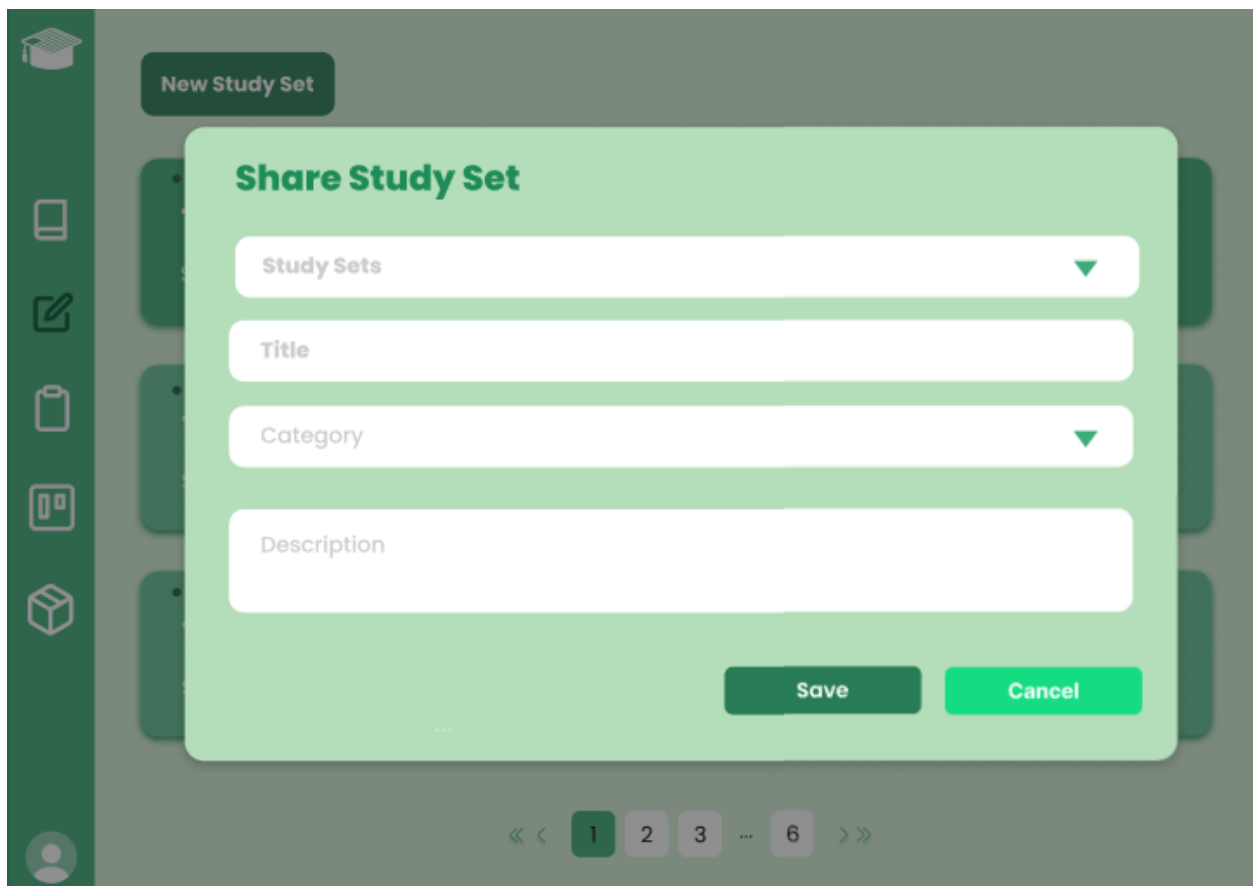 New Study Set
Share Study Set
Study Sets
Title
Category
Description
Save
Cancel
...
« < 1 2 3 ... 6 > »